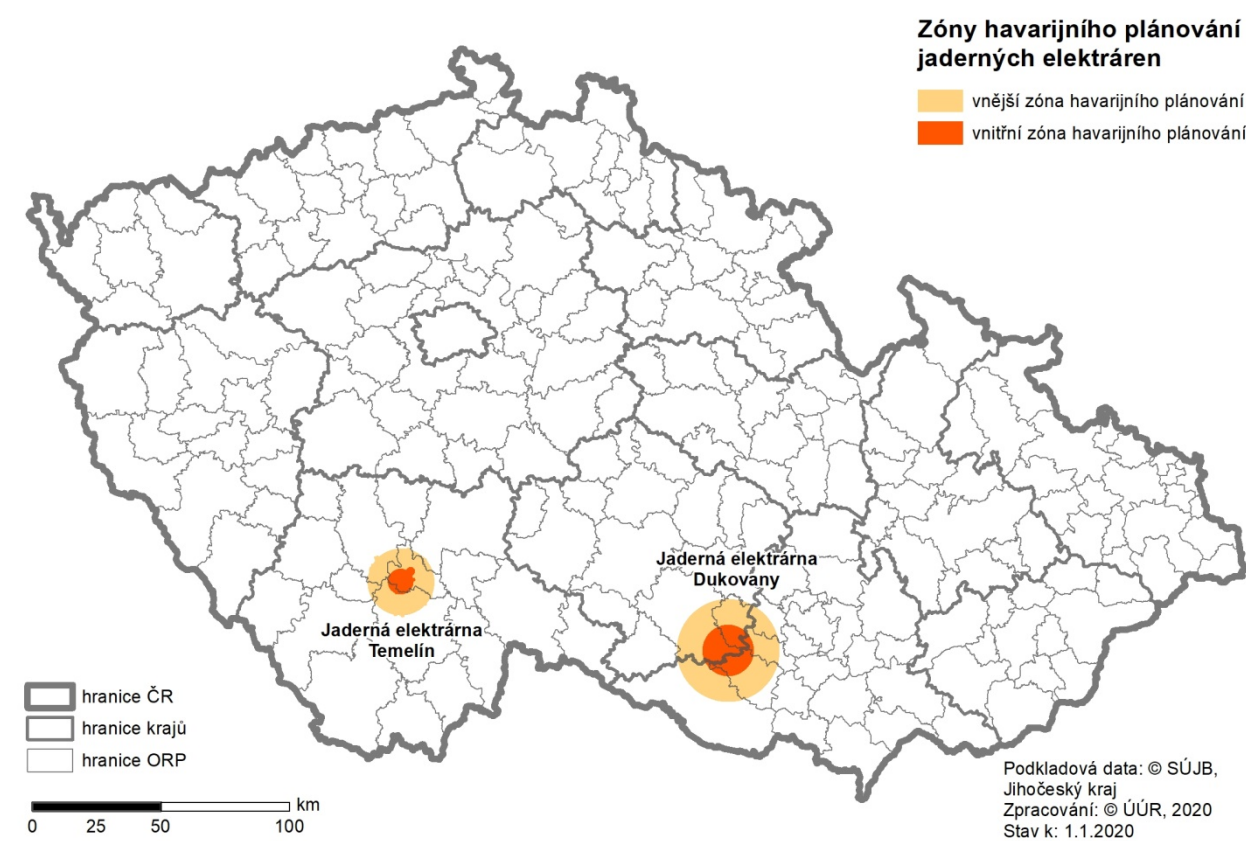 Zóny havarijního plánování
jaderných elektráren
vnější zóna havarijního plánování
vnitřní zóna havarijního plánování
Jaderná elektrárna
Dukovany
Jaderná elektrárna
Temelín
hranice ČR
hranice krajů
hranice ORP
km
0 25 50 100
Podkladová data: © SÚJB,
Jihočeský kraj
Zpracování: © ÚÚR, 2020
Stav k: 1.1.2020